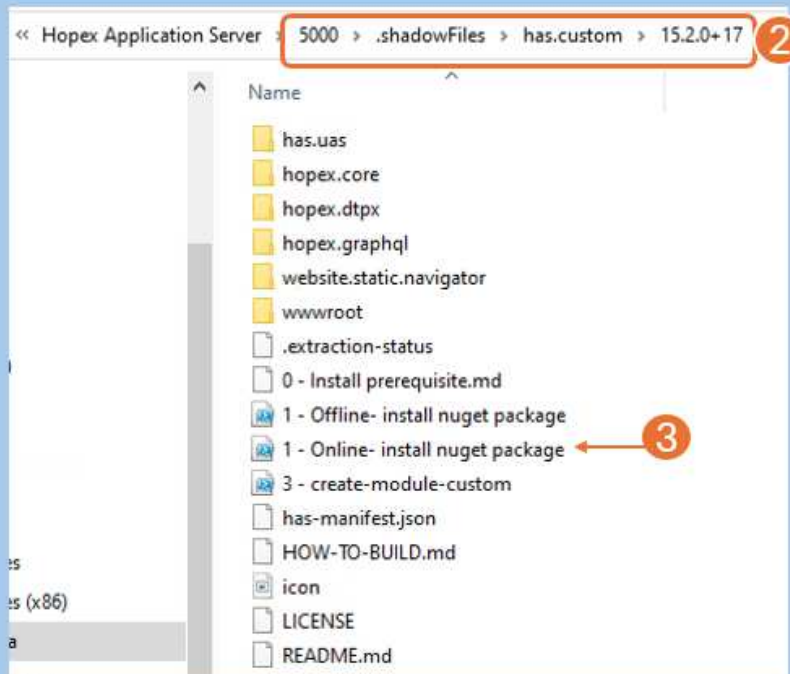 « Hopex Application Server › 5000 › .shadowFiles › has.custom › 15.2.0+17 2
Name
has.uas
hopex.core
hopex.dtpx
hopex.graphql
website.static.navigator
wwwroot
.extraction-status
0 - Install prerequisite.md
1 - Offline- install nuget package
1 - Online- install nuget package 3
3 - create-module-custom
has-manifest.json
HOW-TO-BUILD.md
es icon
es (x86) LICENSE
a README.md